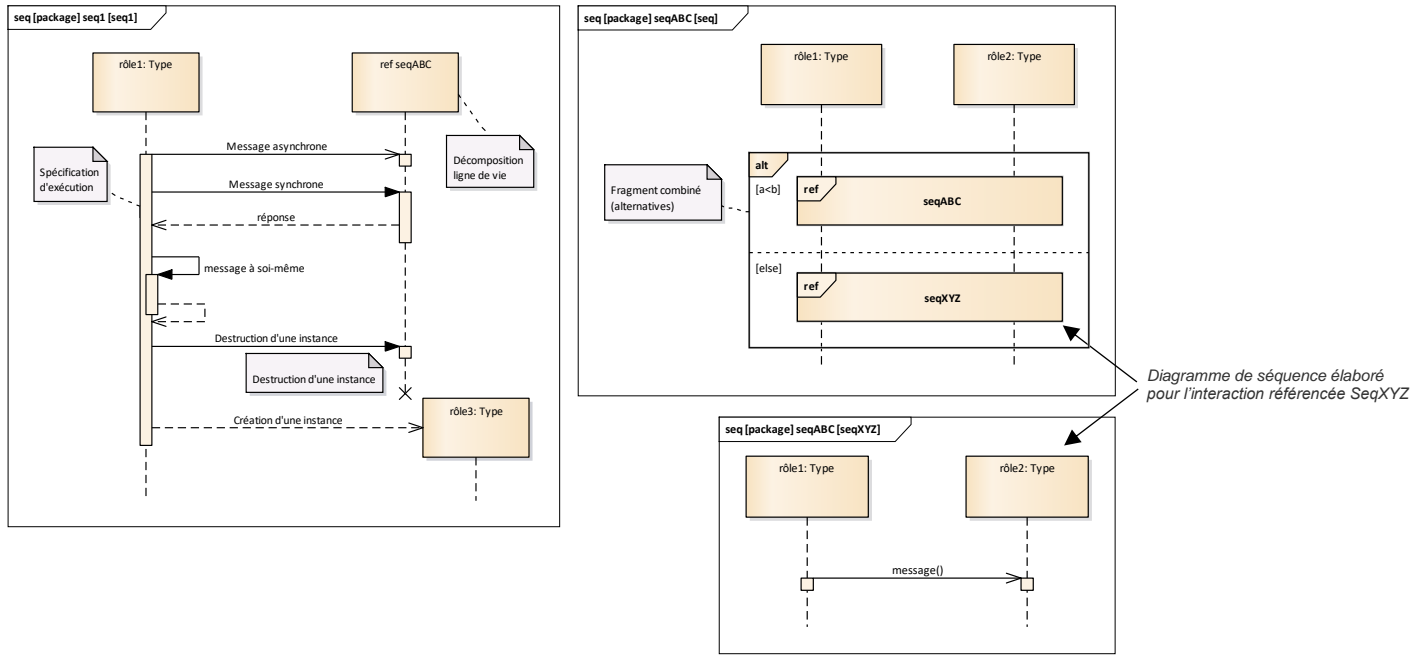 seq [package] seq1 [seq1]
rôle1: Type
ref seqABC
Spécification
d'exécution
Décomposition
ligne de vie
Message asynchrone
Message synchrone
réponse
message à soi-même
Destruction d'une instance
Destruction d'une instance
Création d'une instance
rôle3: Type
seq [package] seqABC [seq]
rôle1: Type
rôle2: Type
Fragment combiné
(alternatives)
alt
[a<b]
ref
seqABC
[else]
ref
seqXYZ
Diagramme de séquence élaboré
pour l'interaction référencée SeqXYZ
seq [package] seqABC [seqXYZ]
rôle1: Type
rôle2: Type
message()